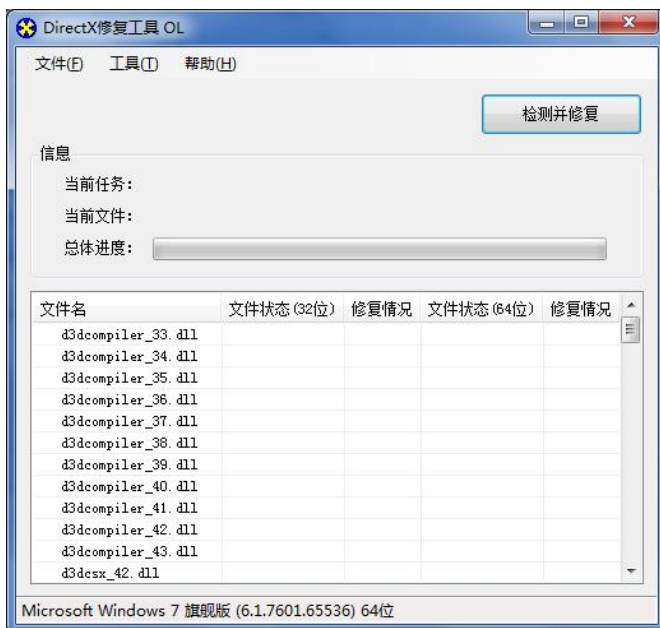 DirectX修复工具 OL
文件(F) 工具(T) 帮助(H)
检测并修复
信息
当前任务：
当前文件：
总体进度：
文件名 文件状态(32位) 修复情况 文件状态(64位) 修复情况
d3dcompiler_33.dll
d3dcompiler_34.dll
d3dcompiler_35.dll
d3dcompiler_36.dll
d3dcompiler_37.dll
d3dcompiler_38.dll
d3dcompiler_39.dll
d3dcompiler_40.dll
d3dcompiler_41.dll
d3dcompiler_42.dll
d3dcompiler_43.dll
d3dcsx_42.dll
Microsoft Windows 7 旗舰版 (6.1.7601.65536) 64位